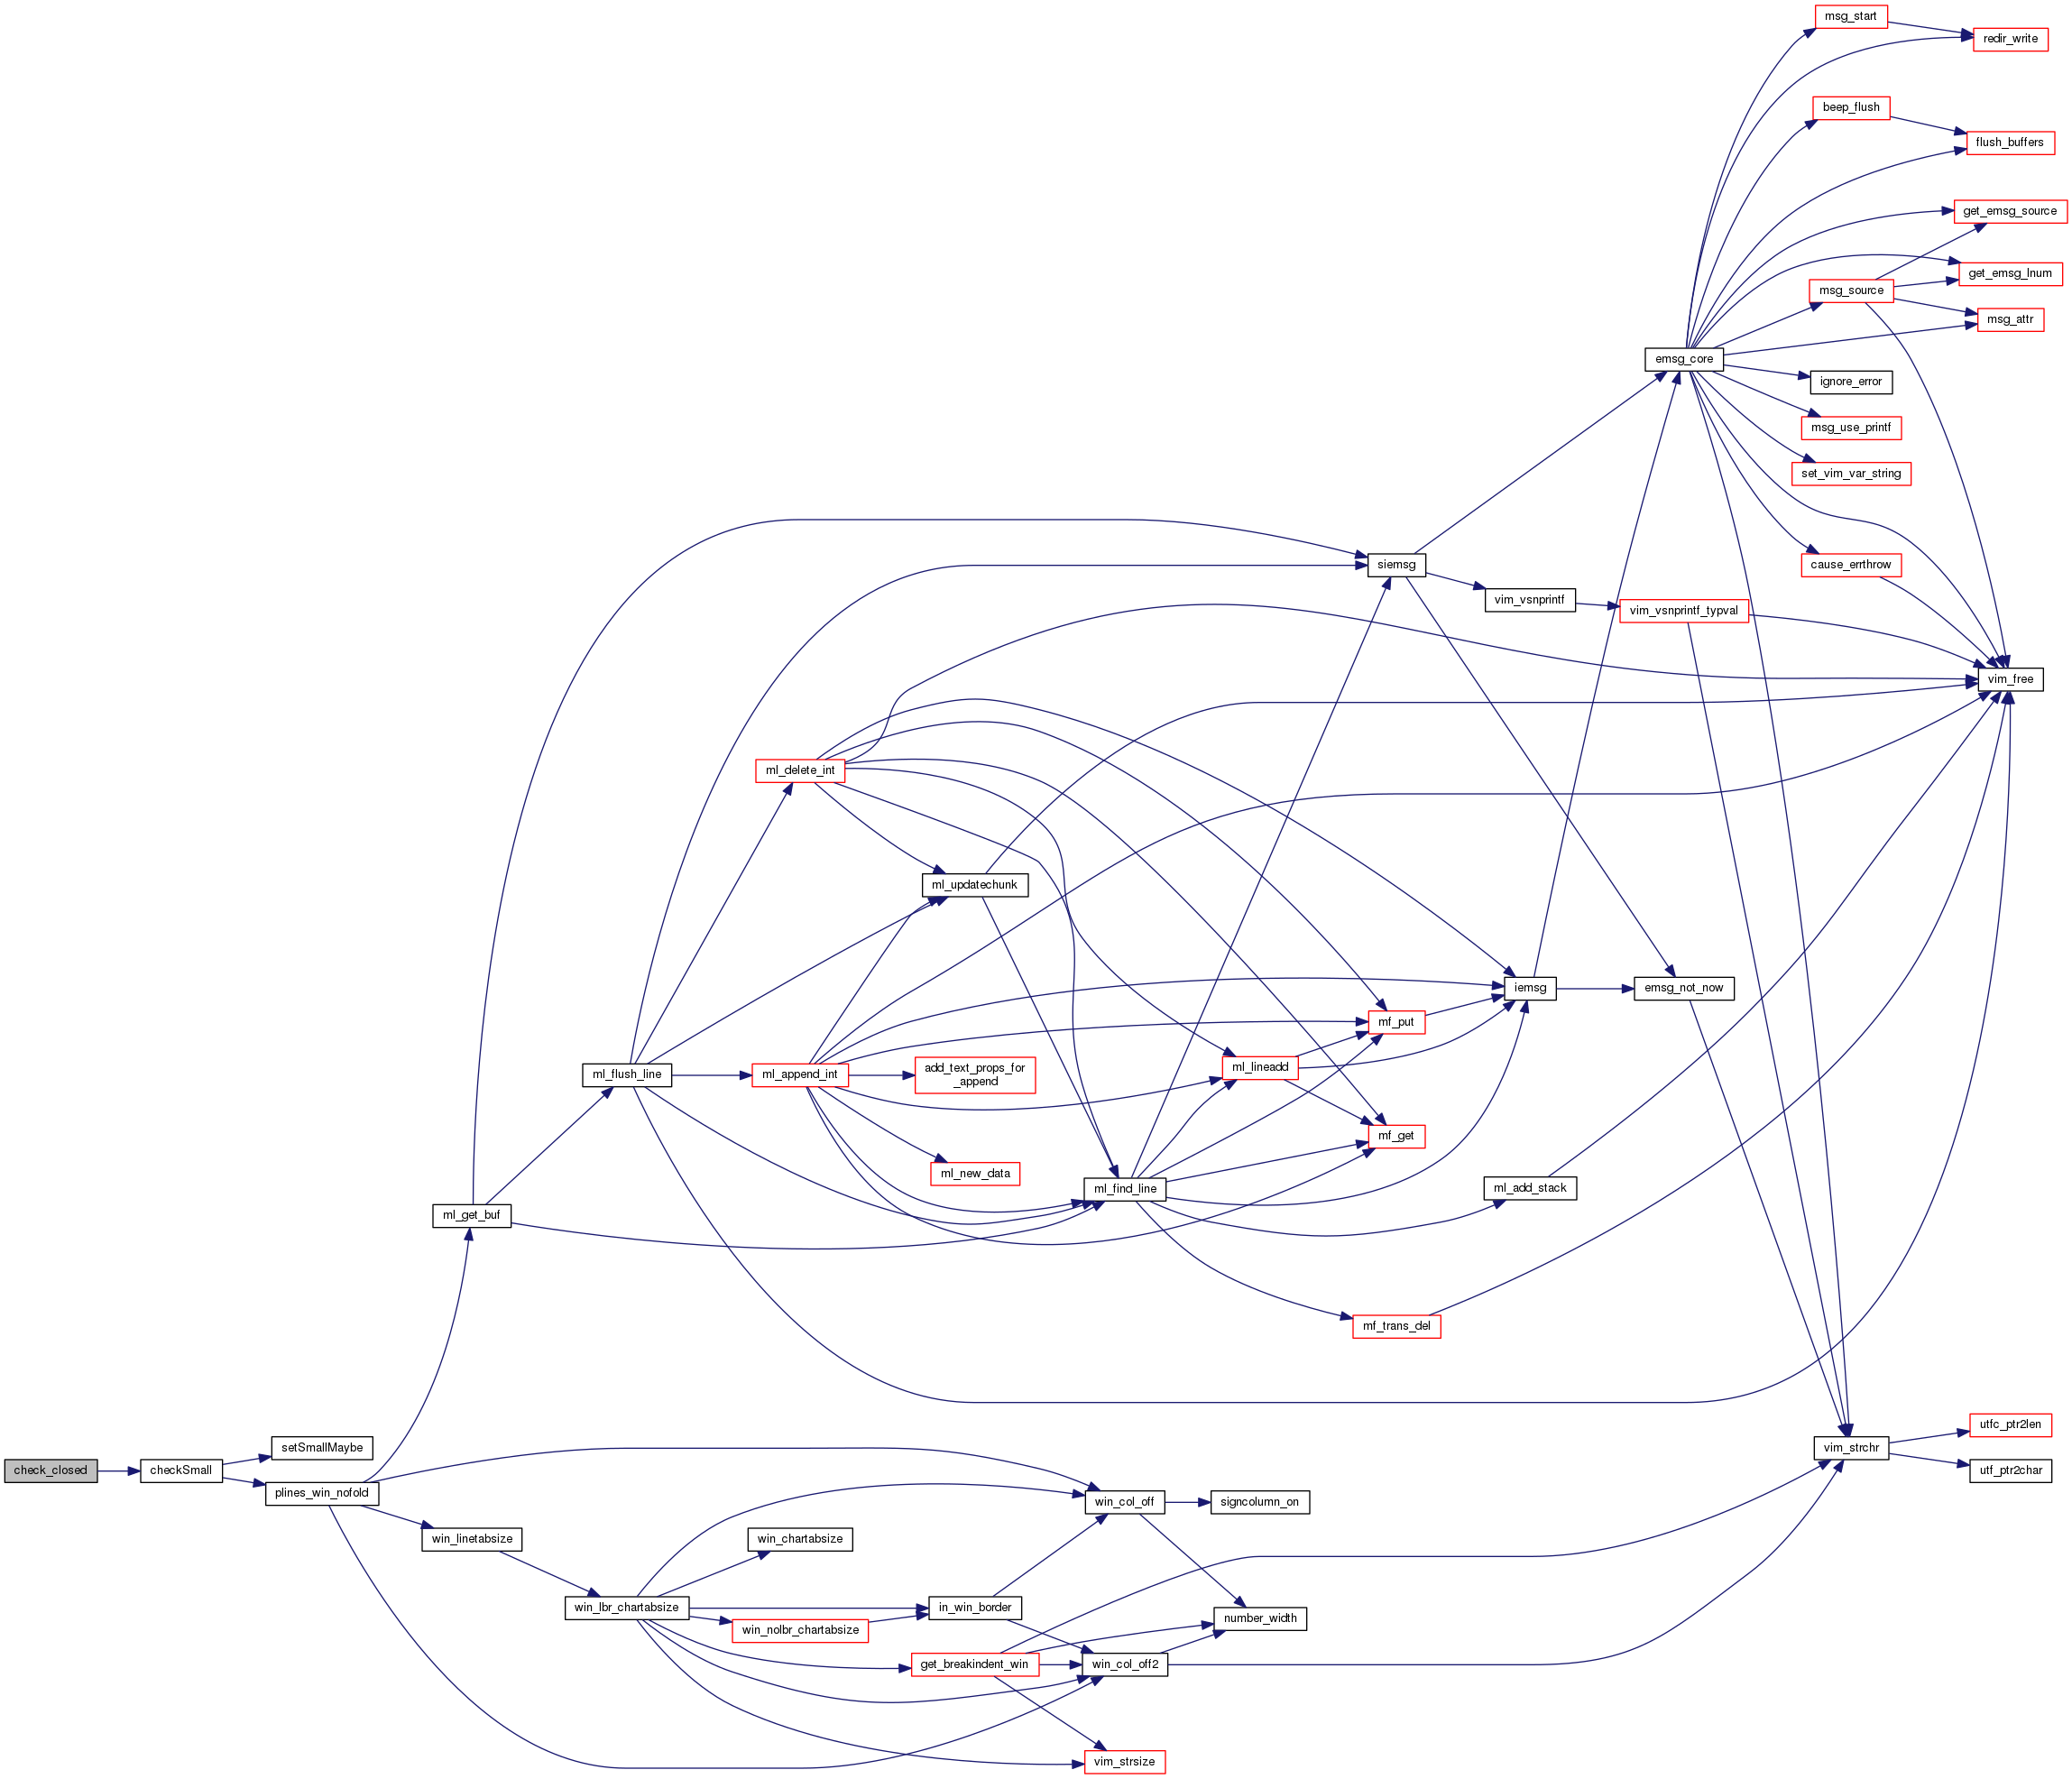 msg_start
redir_write
beep_flush
flush_buffers
get_emsg_source
get_emsg_lnum
msg_source
msg_attr
emsg_core
ignore_error
msg_use_printf
set_vim_var_string
siemsg
cause_errthrow
vim_vsnprintf
vim_vsnprintf_typval
vim_free
ml_delete_int
ml_updatechunk
iemsg
emsg_not_now
mf_put
ml_flush_line
ml_append_int
add_text_props_for
_append
ml_lineadd
mf_get
ml_new_data
ml_find_line
ml_add_stack
ml_get_buf
mf_trans_del
utfc_ptr2len
setSmallMaybe
vim_strchr
check_closed
checkSmall
utf_ptr2char
plines_win_nofold
win_col_off
signcolumn_on
win_linetabsize
win_chartabsize
win_lbr_chartabsize
in_win_border
number_width
win_nolbr_chartabsize
get_breakindent_win
win_col_off2
vim_strsize